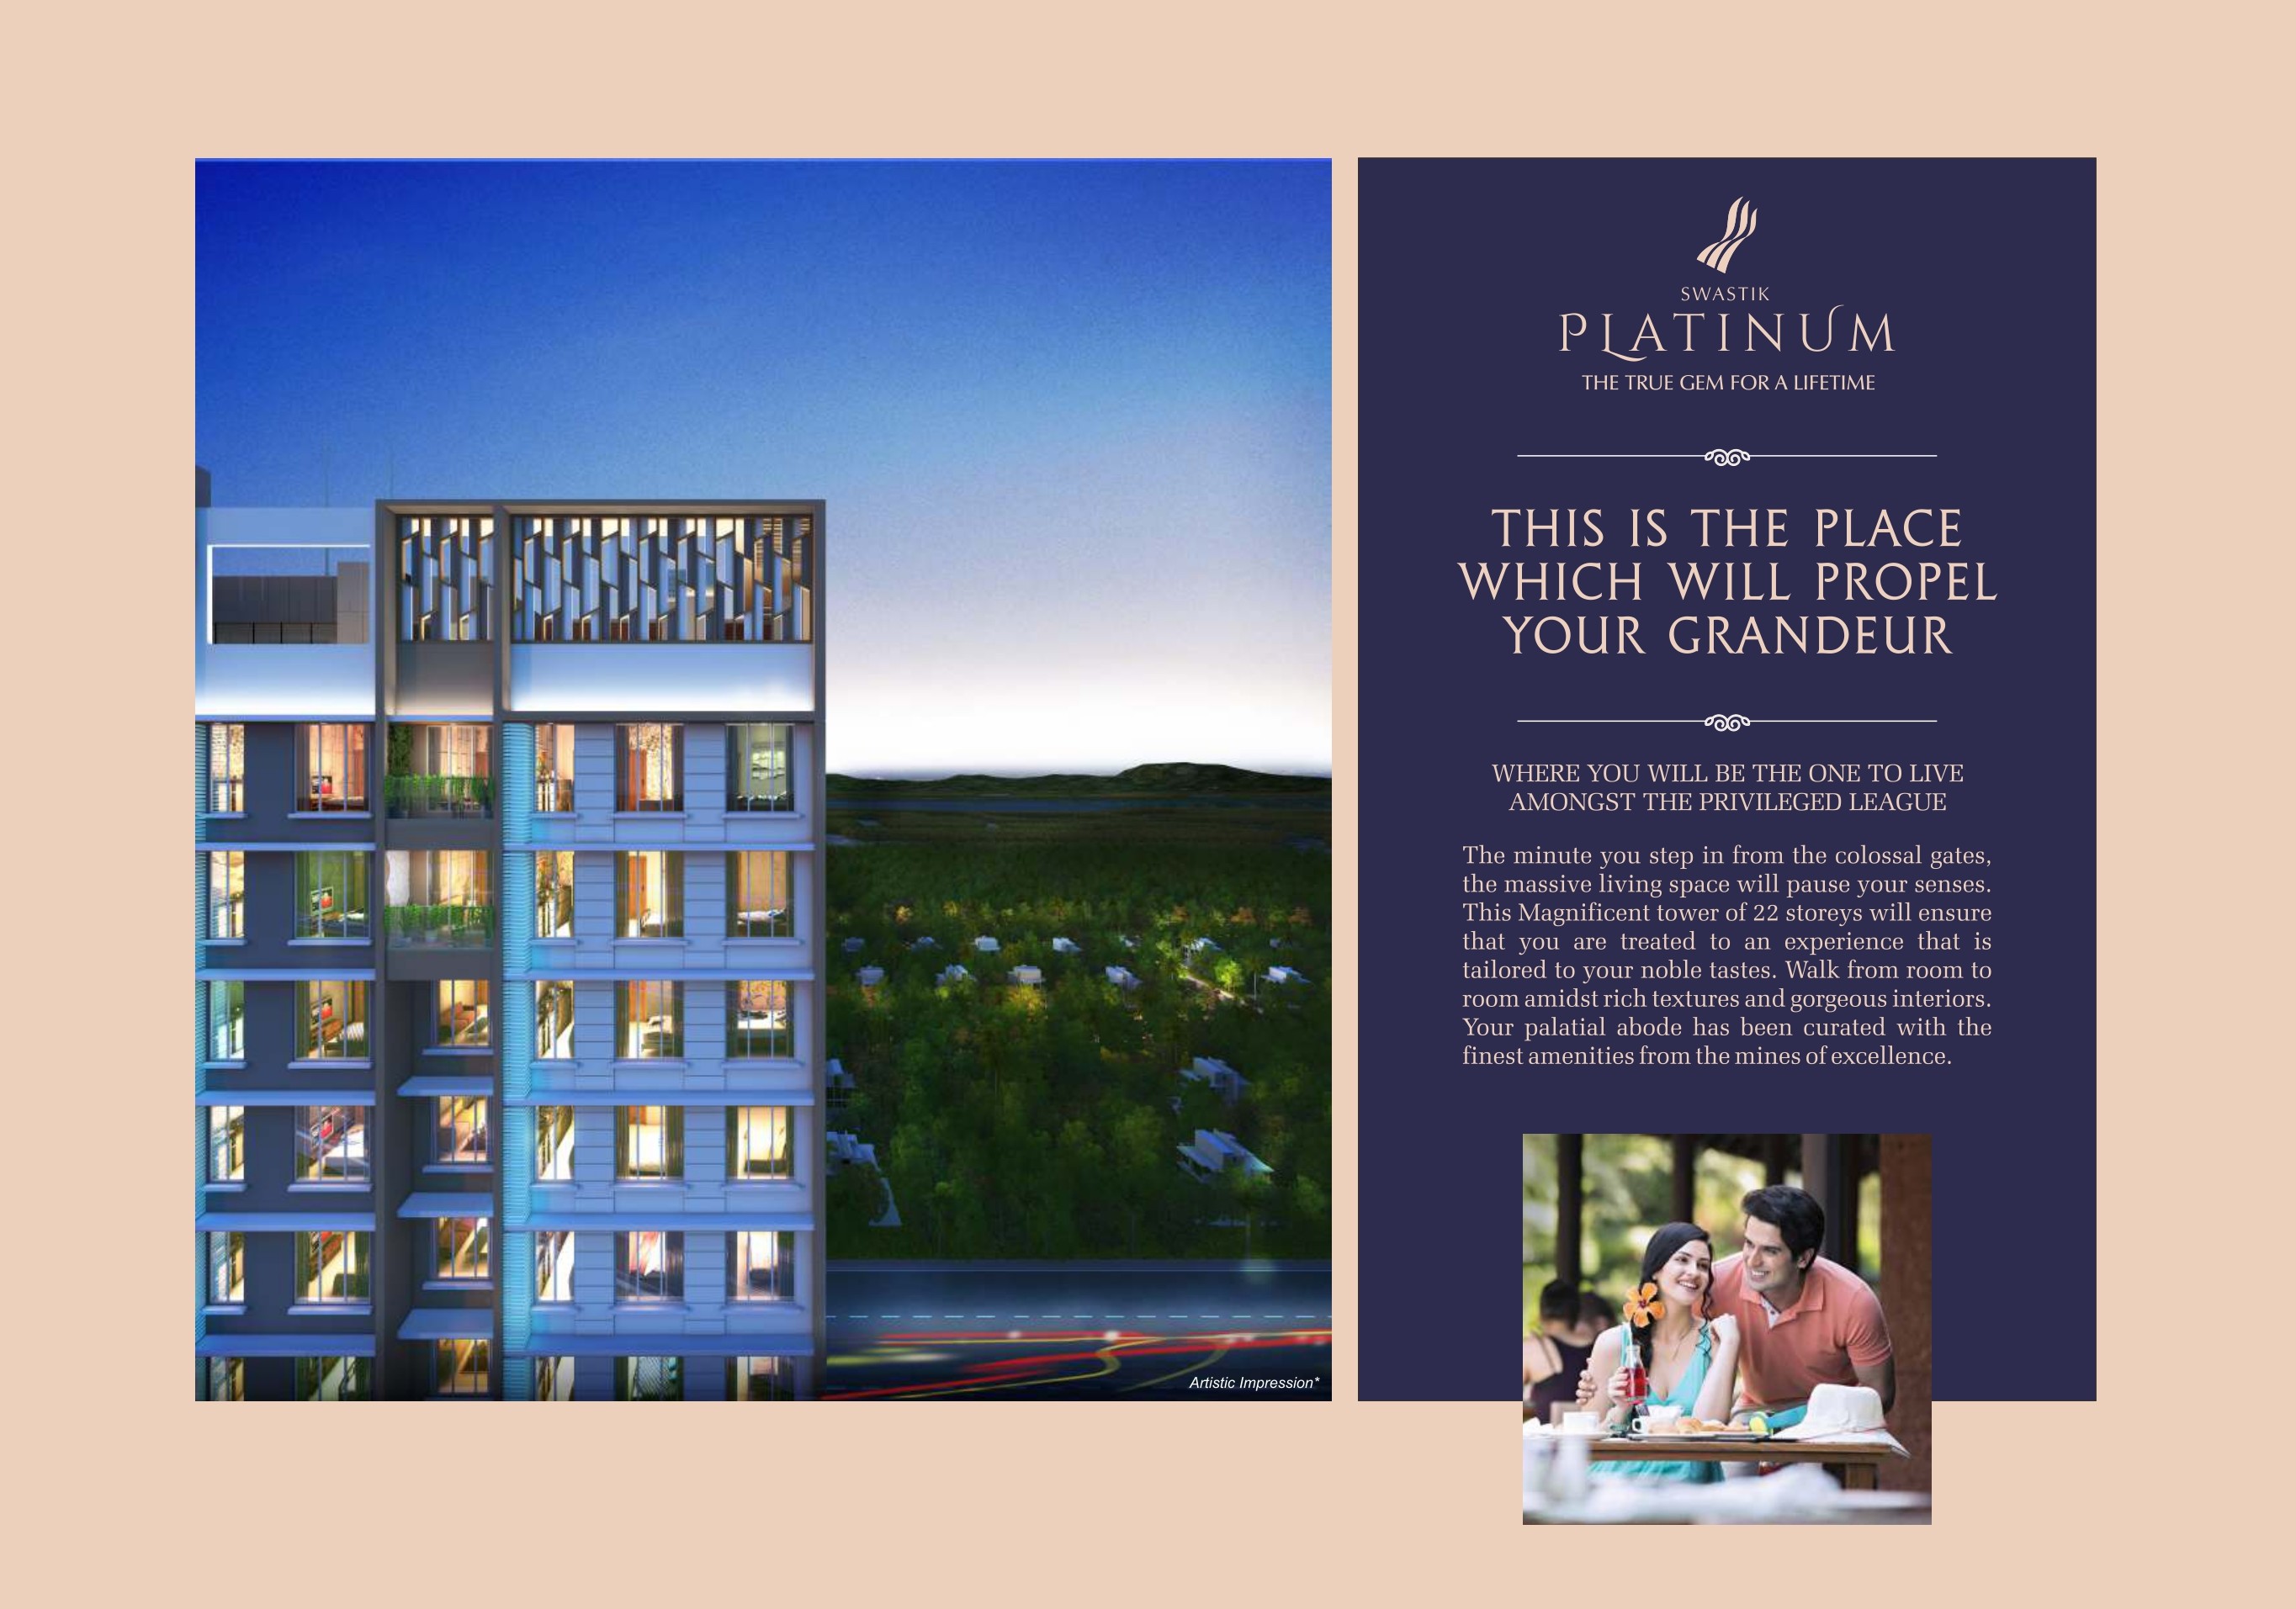 Artistic Impression*
SWASTIK
PLATINUM
THE TRUE GEM FOR A LIFETIME
THIS IS THE PLACE
WHICH WILL PROPEL
YOUR GRANDEUR
WHERE YOU WILL BE THE ONE TO LIVE
AMONGST THE PRIVILEGED LEAGUE
The minute you step in from the colossal gates,
the massive living space will pause your senses.
This Magnificent tower of 22 storeys will ensure
that you are treated to an experience that is
tailored to your noble tastes. Walk from room to
room amidst rich textures and gorgeous interiors.
Your palatial abode has been curated with the
finest amenities from the mines of excellence.